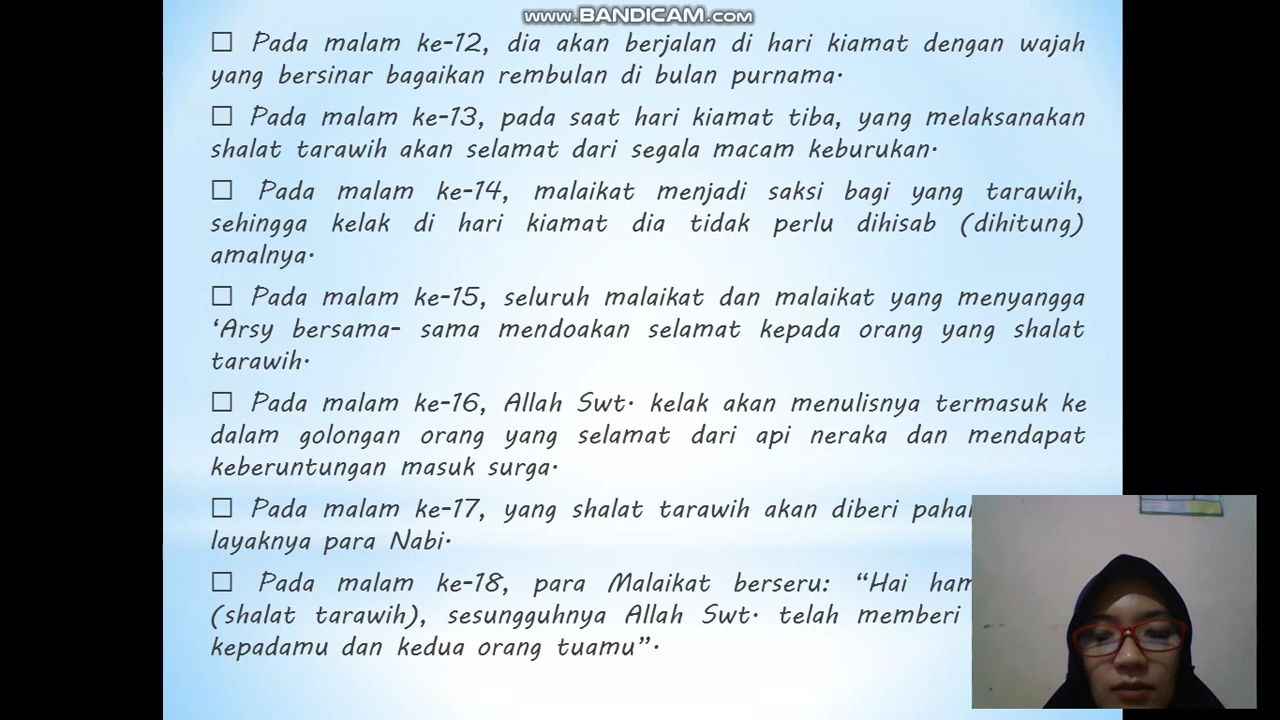 www.BANDICAM.com
☐ Pada malam ke-12, dia akan berjalan di hari kiamat dengan wajah
yang bersinar bagaikan rembulan di bulan purnama.
☐ Pada malam ke-13, pada saat hari kiamat tiba, yang melaksanakan
shalat tarawih akan selamat dari segala macam keburukan.
☐ Pada malam ke-14, malaikat menjadi saksi bagi yang tarawih,
sehingga kelak di hari kiamat dia tidak perlu dihisab (dihitung)
amalnya.
☐ Pada malam ke-15, seluruh malaikat dan malaikat yang menyangga
‘Arsy bersama- sama mendoakan selamat kepada orang yang shalat
tarawih.
☐ Pada malam ke-16, Allah Swt. kelak akan menulisnya termasuk ke
dalam golongan orang yang selamat dari api neraka dan mendapat
keberuntungan masuk surga.
☐ Pada malam ke-17, yang shalat tarawih akan diberi
layaknya para Nabi.
☐ Pada malam ke-18, para Malaikat berseru: “Hai
(shalat tarawih), sesungguhnya Allah Swt. telah memberi
kepadamu dan kedua orang tuamu”.